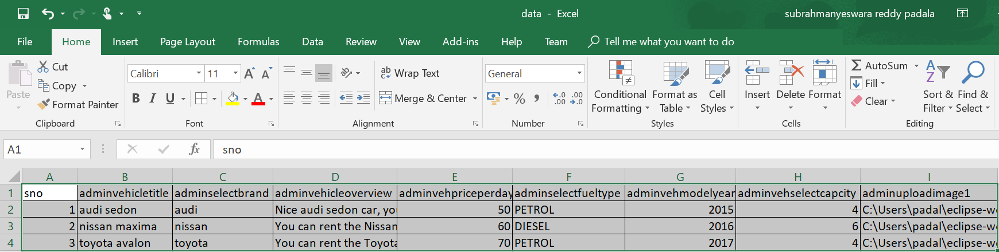 data - Excel
subrahmanyeswara reddy padala
File Home Insert Page Layout Formulas Data Review View Add-ins Help Team Tell me what you want to do
Paste
Cut
Copy
Format Painter
Clipboard
Calibri 11 A A
B I U A
Font
ab
c
Wrap Text
Merge & Center
Alignment
General
% , .0 .00
.00 .0
Number
Conditional
Formatting
Format as
Table
Cell
Styles
Styles
Insert
Delete
Format
Cells
Σ AutoSum
Fill
Clear
A
Z
Sort &
Filter
Find &
Select
Editing
A1 fx sno
A B C D E F G H I
1 sno adminvehicletitle adminselectbrand adminvehicleoverview adminvehpriceperday adminselectfueltype adminvehmodelyear adminvehselectcapcity adminuploadimage1
2 1 audi sedon audi Nice audi sedon car, yo 50 PETROL 2015 4 C:\Users\padal\eclipse-w
3 2 nissan maxima nissan You can rent the Nissan 60 DIESEL 2016 6 C:\Users\padal\eclipse-w
4 3 toyota avalon toyota You can rent the Toyota 70 PETROL 2017 4 C:\Users\padal\eclipse-w